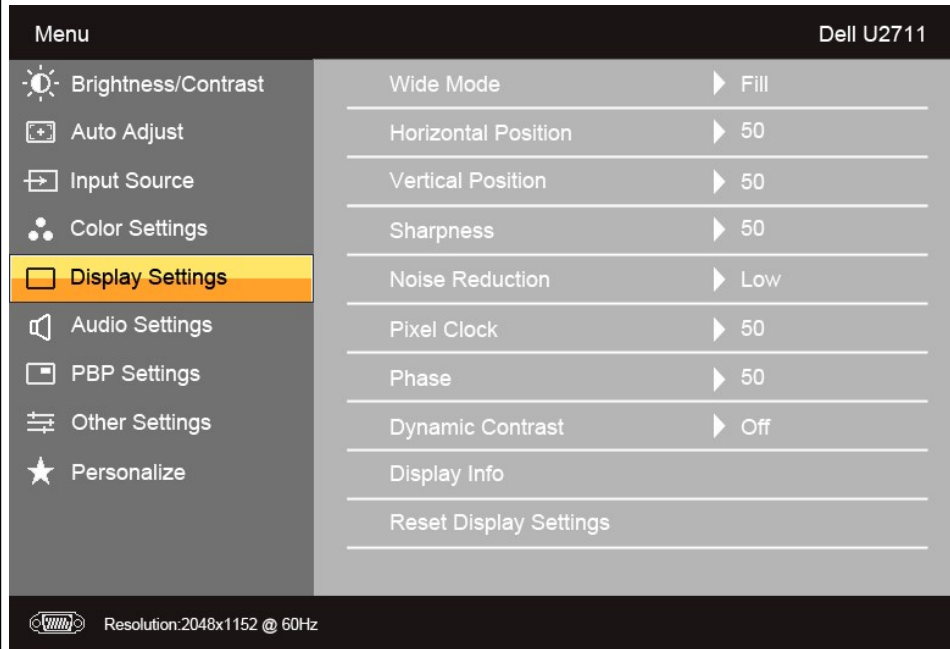 Menu
Dell U2711
Brightness/Contrast
Auto Adjust
Input Source
Color Settings
Display Settings
Audio Settings
PBP Settings
Other Settings
Personalize
Wide Mode Fill
Horizontal Position 50
Vertical Position 50
Sharpness 50
Noise Reduction Low
Pixel Clock 50
Phase 50
Dynamic Contrast Off
Display Info
Reset Display Settings
Resolution:2048x1152 @ 60Hz